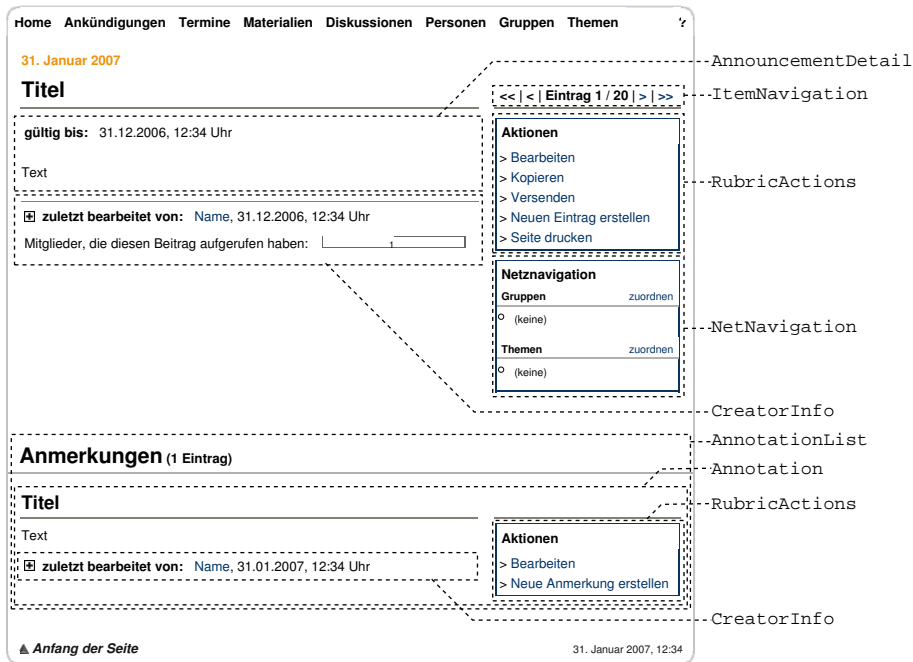 Home Ankündigungen Termine Materialien Diskussionen Personen Gruppen Themen
31. Januar 2007
AnnouncementDetail
Titel
<< | < | Eintrag 1 / 20 | > | >>
ItemNavigation
gültig bis: 31.12.2006, 12:34 Uhr
Text
Aktionen
> Bearbeiten
> Kopieren
> Versenden
> Neuen Eintrag erstellen
> Seite drucken
RubricActions
zuletzt bearbeitet von: Name, 31.12.2006, 12:34 Uhr
Mitglieder, die diesen Beitrag aufgerufen haben: 1
Netznavigation
Gruppen zuordnen
(keine)
Themen zuordnen
(keine)
NetNavigation
CreatorInfo
AnnotationList
Anmerkungen (1 Eintrag)
Annotation
Titel
RubricActions
Text
Aktionen
zuletzt bearbeitet von: Name, 31.01.2007, 12:34 Uhr
> Bearbeiten
> Neue Anmerkung erstellen
CreatorInfo
Anfang der Seite
31. Januar 2007, 12:34